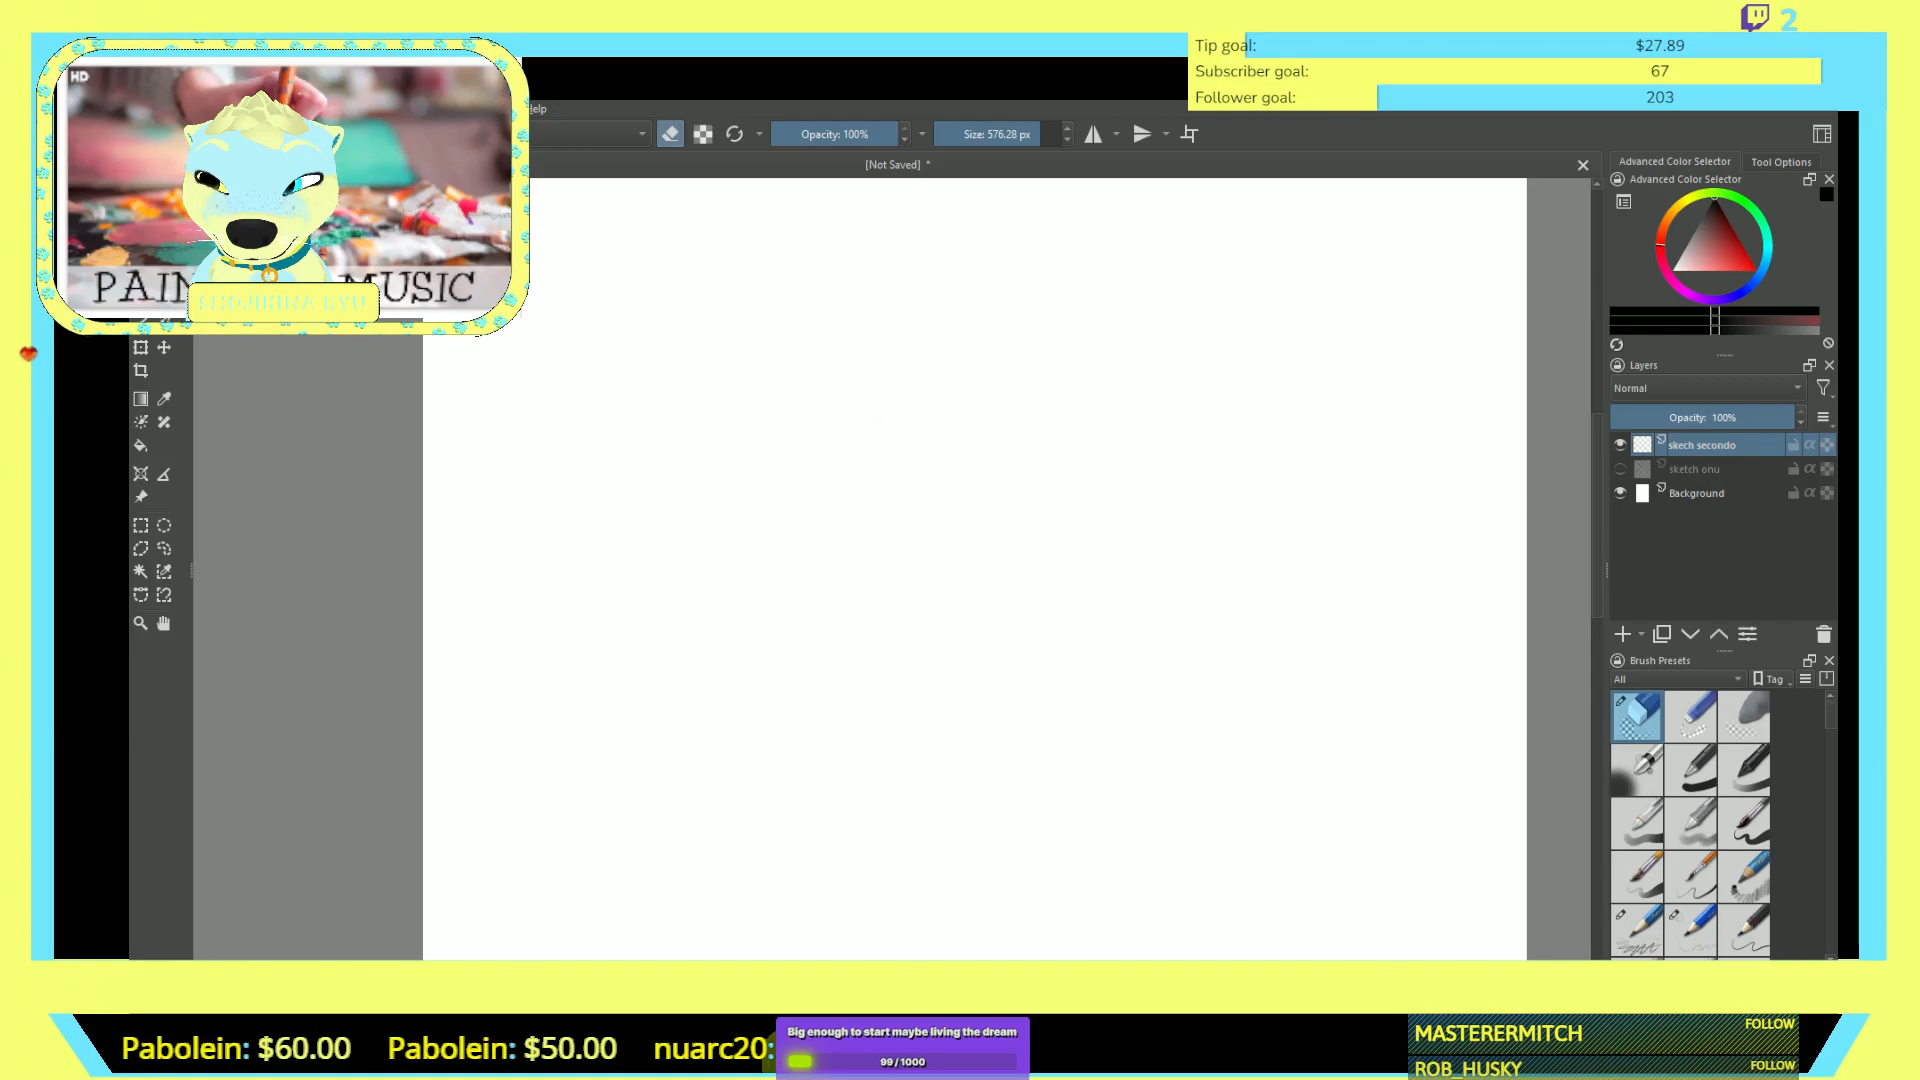 2
Tip goal: $27.89
Subscriber goal: 67
Follower goal: 203
HD
elp
Opacity: 100%
Size: 576.28 px
[Not Saved] *
Advanced Color Selector
Tool Options
Advanced Color Selector
PAIN
MUSIC
Layers
Normal
Opacity: 100%
skech secondo
sketch onu
Background
Brush Presets
All
Tag
Pabolein: $60.00 Pabolein: $50.00 nuarc20:
Big enough to start maybe living the dream
99 / 1000
MASTERERMITCH FOLLOW
ROB_HUSKY FOLLOW